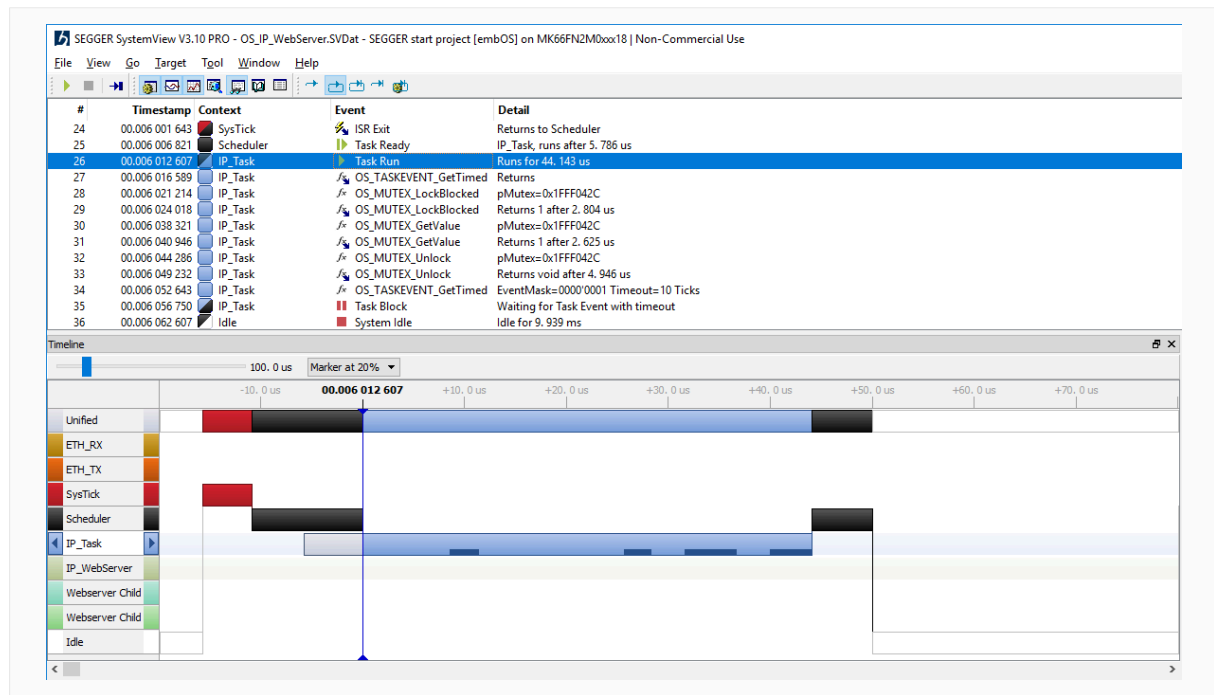 SEGGER SystemView V3.10 PRO - OS_IP_WebServer.SVDat - SEGGER start project [embOS] on MK66FN2M0xxx18 | Non-Commercial Use
File View Go Target Tool Window Help
# Timestamp Context Event Detail
24 00.006 001 643 SysTick ISR Exit Returns to Scheduler
25 00.006 006 821 Scheduler Task Ready IP_Task, runs after 5. 786 us
26 00.006 012 607 IP_Task Task Run Runs for 44. 143 us
27 00.006 016 589 IP_Task OS_TASKEVENT_GetTimed Returns
28 00.006 021 214 IP_Task fx OS_MUTEX_LockBlocked pMutex=0x1FFF042C
29 00.006 024 018 IP_Task OS_MUTEX_LockBlocked Returns 1 after 2. 804 us
30 00.006 038 321 IP_Task fx OS_MUTEX_GetValue pMutex=0x1FFF042C
31 00.006 040 946 IP_Task OS_MUTEX_GetValue Returns 1 after 2. 625 us
32 00.006 044 286 IP_Task fx OS_MUTEX_Unlock pMutex=0x1FFF042C
33 00.006 049 232 IP_Task OS_MUTEX_Unlock Returns void after 4. 946 us
34 00.006 052 643 IP_Task fx OS_TASKEVENT_GetTimed EventMask=0000'0001 Timeout=10 Ticks
35 00.006 056 750 IP_Task Task Block Waiting for Task Event with timeout
36 00.006 062 607 Idle System Idle Idle for 9. 939 ms
Timeline
100. 0 us Marker at 20%
-10. 0 us 00.006 012 607 +10. 0 us +20. 0 us +30. 0 us +40. 0 us +50. 0 us +60. 0 us +70. 0 us
Unified
ETH_RX
ETH_TX
SysTick
Scheduler
IP_Task
IP_WebServer
Webserver Child
Webserver Child
Idle